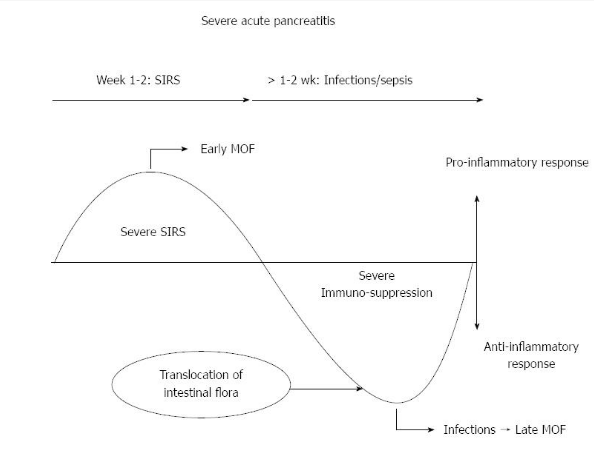 Severe acute pancreatitis
Week 1-2: SIRS
> 1-2 wk: Infections/sepsis
Early MOF
Pro-inflammatory response
Severe SIRS
Severe
Immuno-suppression
Anti-inflammatory
response
Translocation of
intestinal flora
Infections → Late MOF